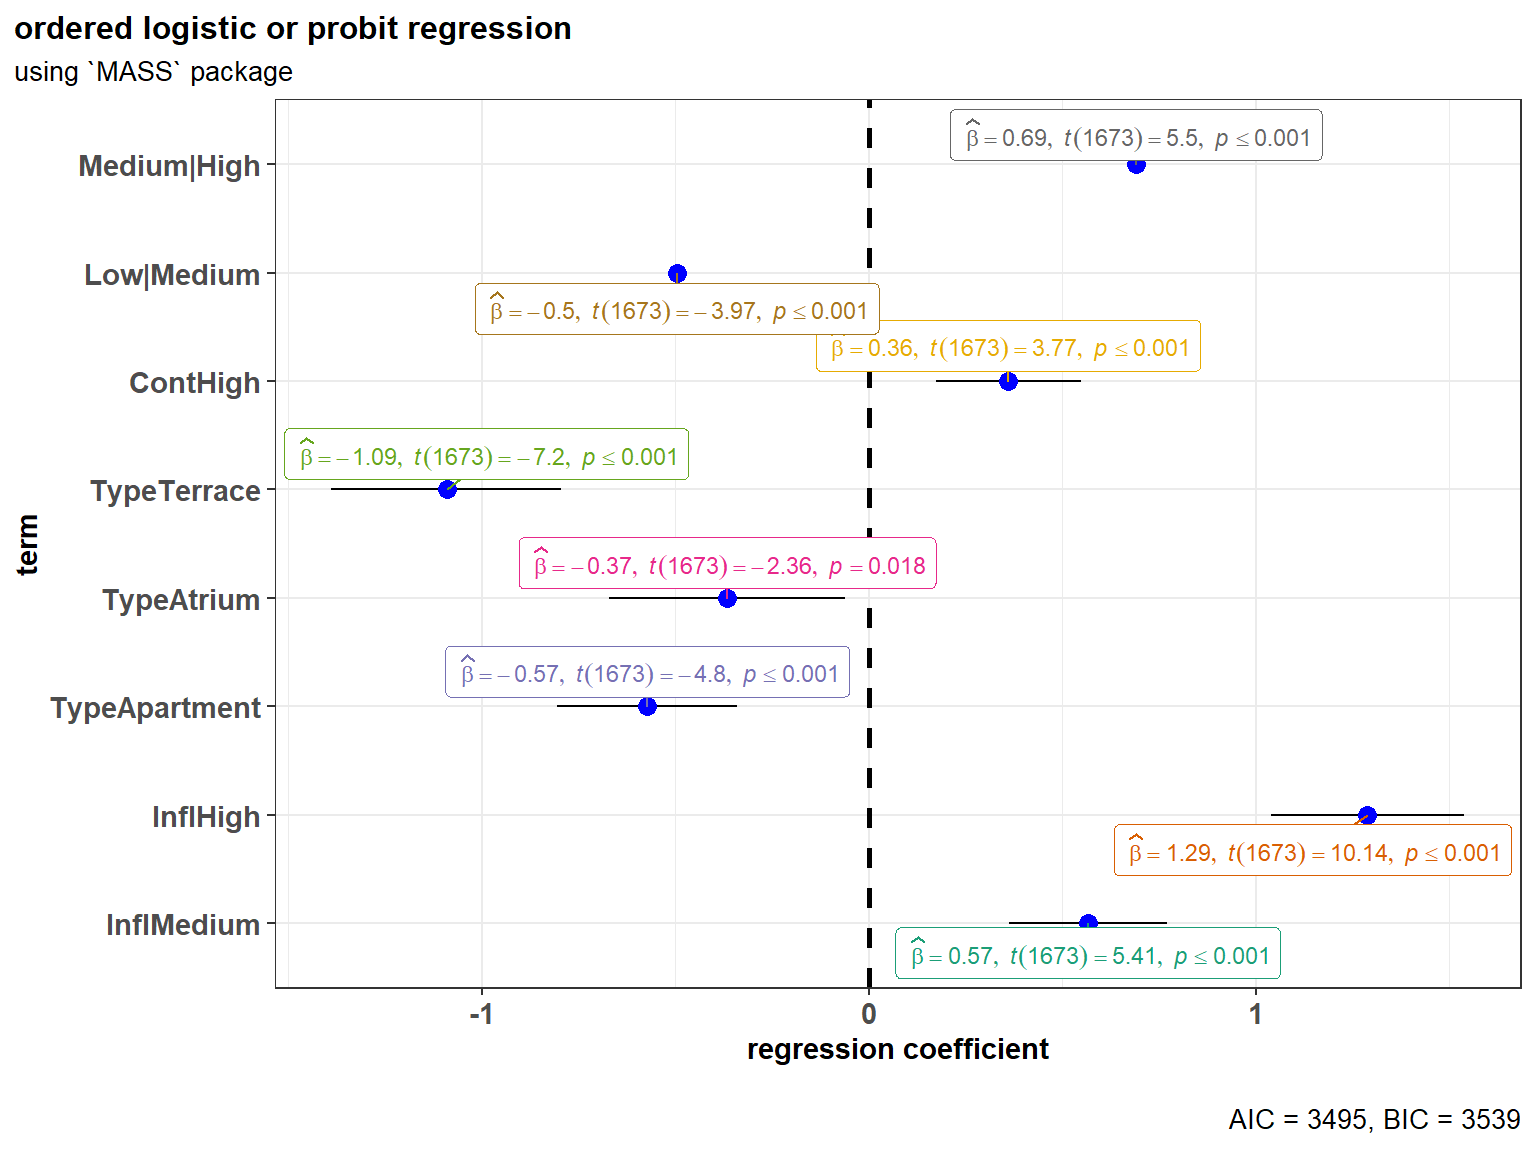 ordered logistic or probit regression
using `MASS` package
term
Medium|High
β̂ = 0.69, t(1673) = 5.5, p ≤ 0.001
Low|Medium
β̂ = −0.5, t(1673) = −3.97, p ≤ 0.001
β̂ = 0.36, t(1673) = 3.77, p ≤ 0.001
ContHigh
β̂ = −1.09, t(1673) = −7.2, p ≤ 0.001
TypeTerrace
β̂ = −0.37, t(1673) = −2.36, p = 0.018
TypeAtrium
β̂ = −0.57, t(1673) = −4.8, p ≤ 0.001
TypeApartment
InflHigh
β̂ = 1.29, t(1673) = 10.14, p ≤ 0.001
InflMedium
β̂ = 0.57, t(1673) = 5.41, p ≤ 0.001
-1 0 1
regression coefficient
AIC = 3495, BIC = 3539